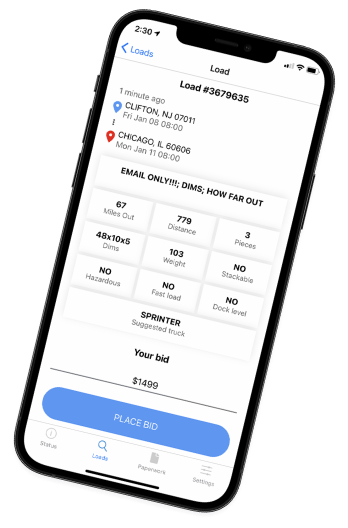 2:30
Loads
Load
Load #3679635
1 minute ago
CLIFTON, NJ 07011
Fri Jan 08 08:00
CHICAGO, IL 60606
Mon Jan 11 08:00
EMAIL ONLY!!!; DIMS; HOW FAR OUT
67 779 3
Miles Out Distance Pieces
48x10x5 103 NO
Dims Weight Stackable
NO NO NO
Hazardous Fast load Dock level
SPRINTER
Suggested truck
Your bid
$1499
PLACE BID
Status Loads Paperwork Settings